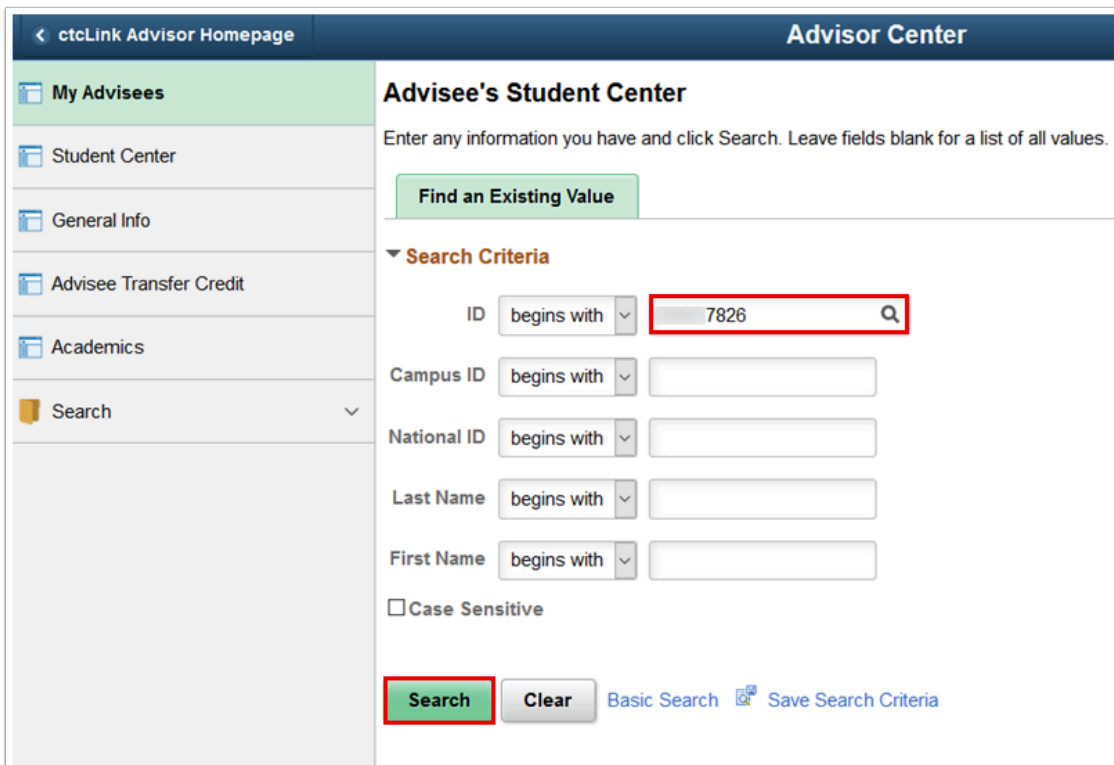 ctcLink Advisor Homepage
Advisor Center
My Advisees
Student Center
General Info
Advisee Transfer Credit
Academics
Search
Advisee's Student Center
Enter any information you have and click Search. Leave fields blank for a list of all values.
Find an Existing Value
Search Criteria
ID begins with 7826
Campus ID begins with
National ID begins with
Last Name begins with
First Name begins with
Case Sensitive
Search Clear Basic Search Save Search Criteria